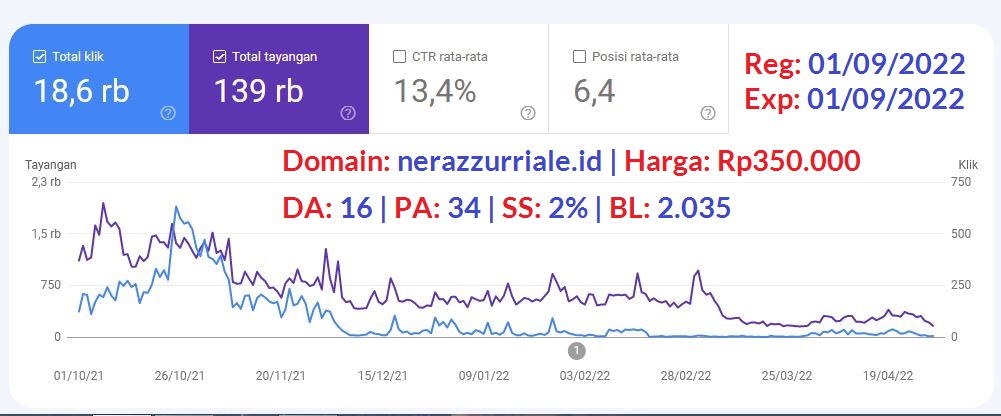 Total klik
18,6 rb
Total tayangan
139 rb
CTR rata-rata
13,4%
Posisi rata-rata
6,4
Reg: 01/09/2022
Exp: 01/09/2022
Domain: nerazzurriale.id | Harga: Rp350.000
DA: 16 | PA: 34 | SS: 2% | BL: 2.035
Tayangan
Klik
2,3 rb
750
1,5 rb
500
750
250
0
0
1
01/10/21 26/10/21 20/11/21 15/12/21 09/01/22 03/02/22 28/02/22 25/03/22 19/04/22